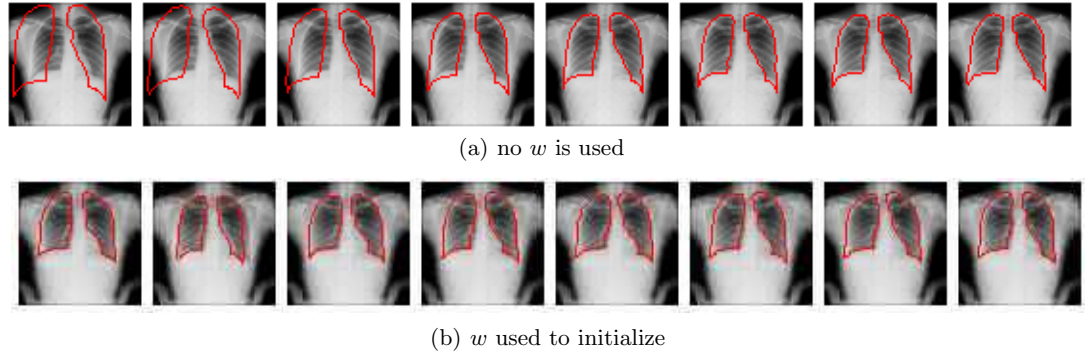 (a) no w is used
(b) w used to initialize